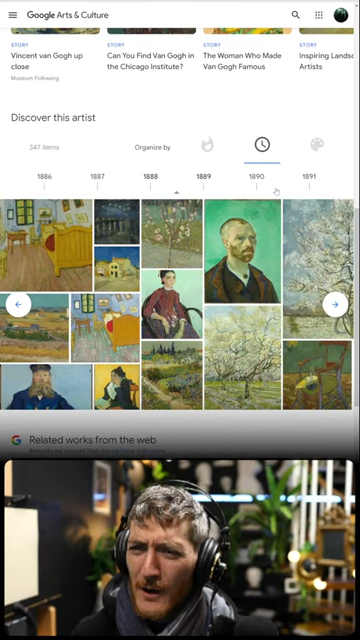 Google Arts & Culture
STORY
Vincent van Gogh up close
Museum Folkwang
STORY
Can You Find Van Gogh in the Chicago Institute?
STORY
The Woman Who Made Van Gogh Famous
STORY
Inspiring Landsc
Artists
Discover this artist
347 items
Organize by
1886 1887 1888 1889 1890 1891
G Related works from the web